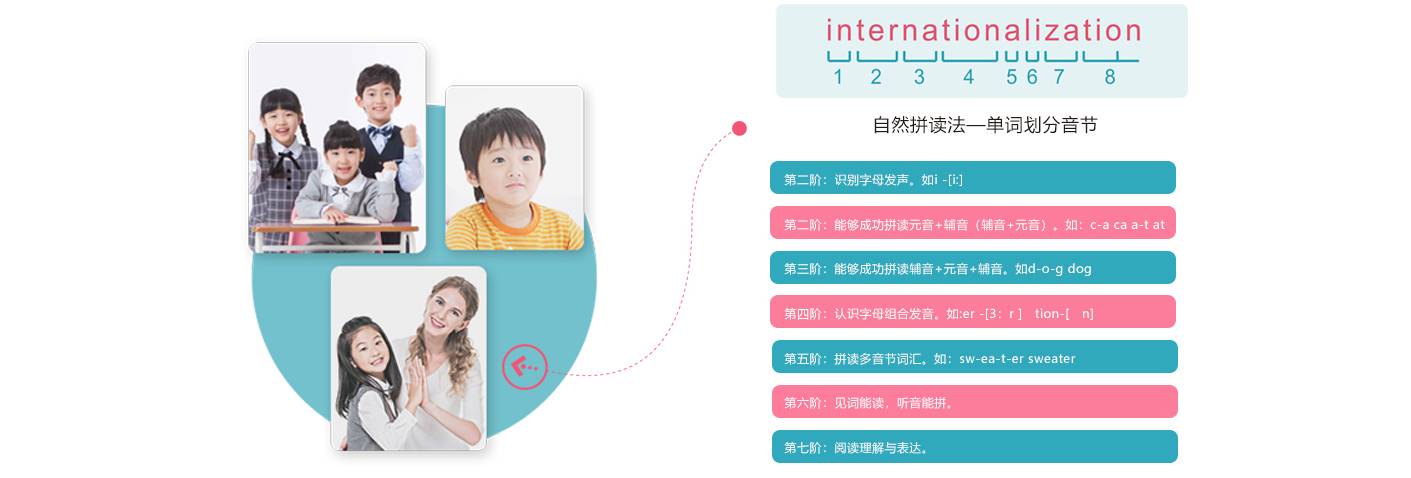 internationalization
1 2 3 4 5 6 7 8
自然拼读法—单词划分音节
第二阶：识别字母发声。如i -[i:]
第二阶：能够成功拼读元音+辅音（辅音+元音）。如：c-a ca a-t at
第三阶：能够成功拼读辅音+元音+辅音。如d-o-g dog
第四阶：认识字母组合发音。如:er -[3：r ] tion-[ n]
第五阶：拼读多音节词汇。如：sw-ea-t-er sweater
第六阶：见词能读，听音能拼。
第七阶：阅读理解与表达。